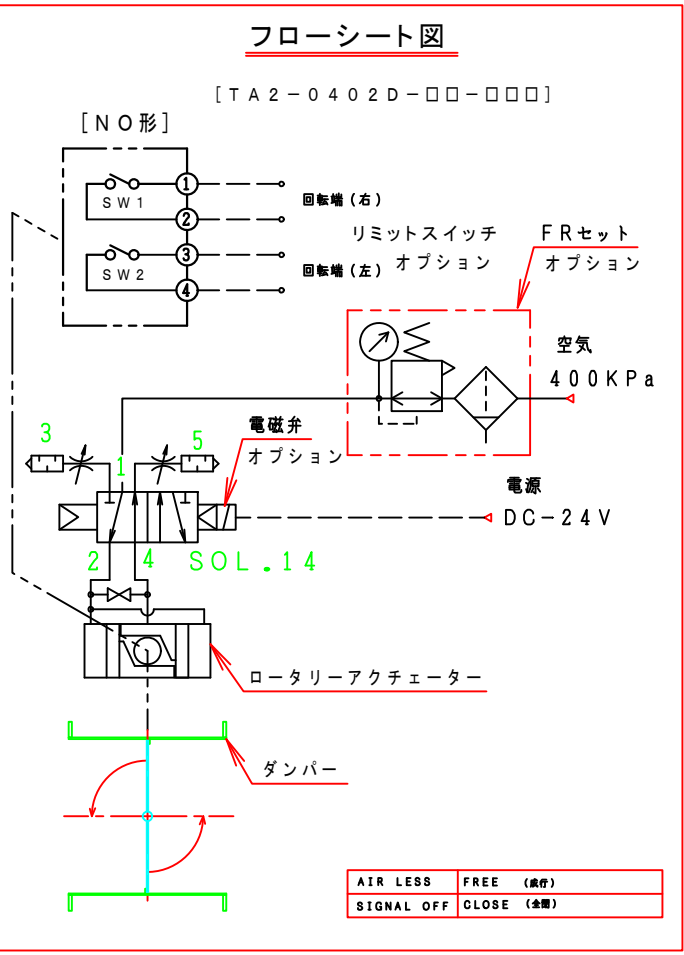 フローシート図
[TA2-0402D-□□-□□□]
[NO形]
SW1
1
2
回転端(右)
SW2
3
4
回転端(左)
リミットスイッチ
オプション
FRセット
オプション
空気
400KPa
電磁弁
オプション
3
1
5
電源
DC-24V
2
4
SOL.14
ロータリーアクチェーター
ダンパー
AIR LESS FREE (成行)
SIGNAL OFF CLOSE (全閉)